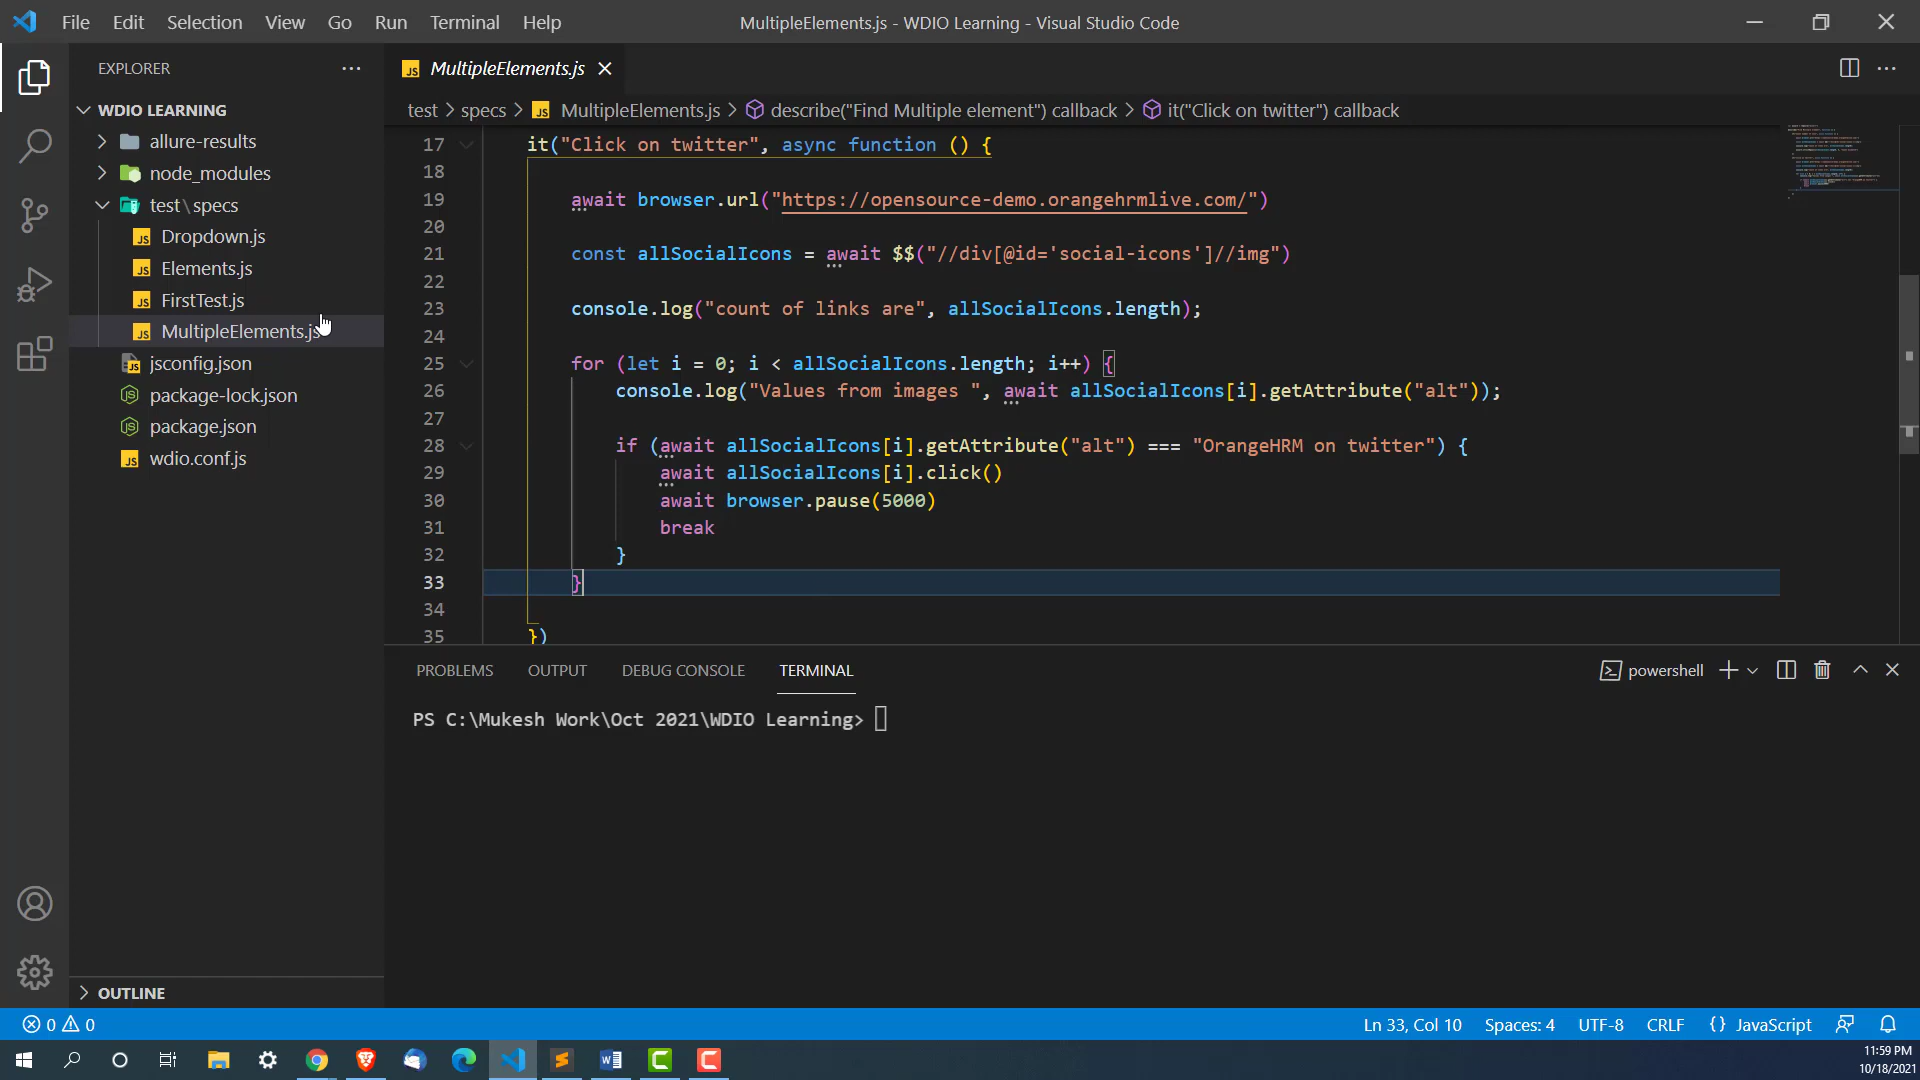 File Edit Selection View Go Run Terminal Help
MultipleElements.js - WDIO Learning - Visual Studio Code
EXPLORER
MultipleElements.js
WDIO LEARNING
allure-results
node_modules
test\specs
Dropdown.js
Elements.js
FirstTest.js
MultipleElements.js
jsconfig.json
package-lock.json
package.json
wdio.conf.js
OUTLINE
test > specs > JS MultipleElements.js > describe("Find Multiple element") callback > it("Click on twitter") callback
17 it("Click on twitter", async function () {
18
19 await browser.url("https://opensource-demo.orangehrmlive.com/")
20
21 const allSocialIcons = await $$("//div[@id='social-icons']//img")
22
23 console.log("count of links are", allSocialIcons.length);
24
25 for (let i = 0; i < allSocialIcons.length; i++) {
26 console.log("Values from images ", await allSocialIcons[i].getAttribute("alt"));
27
28 if (await allSocialIcons[i].getAttribute("alt") === "OrangeHRM on twitter") {
29 await allSocialIcons[i].click()
30 await browser.pause(5000)
31 break
32 }
33 }
34
35 })
PROBLEMS OUTPUT DEBUG CONSOLE TERMINAL
powershell
PS C:\Mukesh Work\Oct 2021\WDIO Learning>
0 0
Ln 33, Col 10 Spaces: 4 UTF-8 CRLF {} JavaScript
11:59 PM
10/18/2021